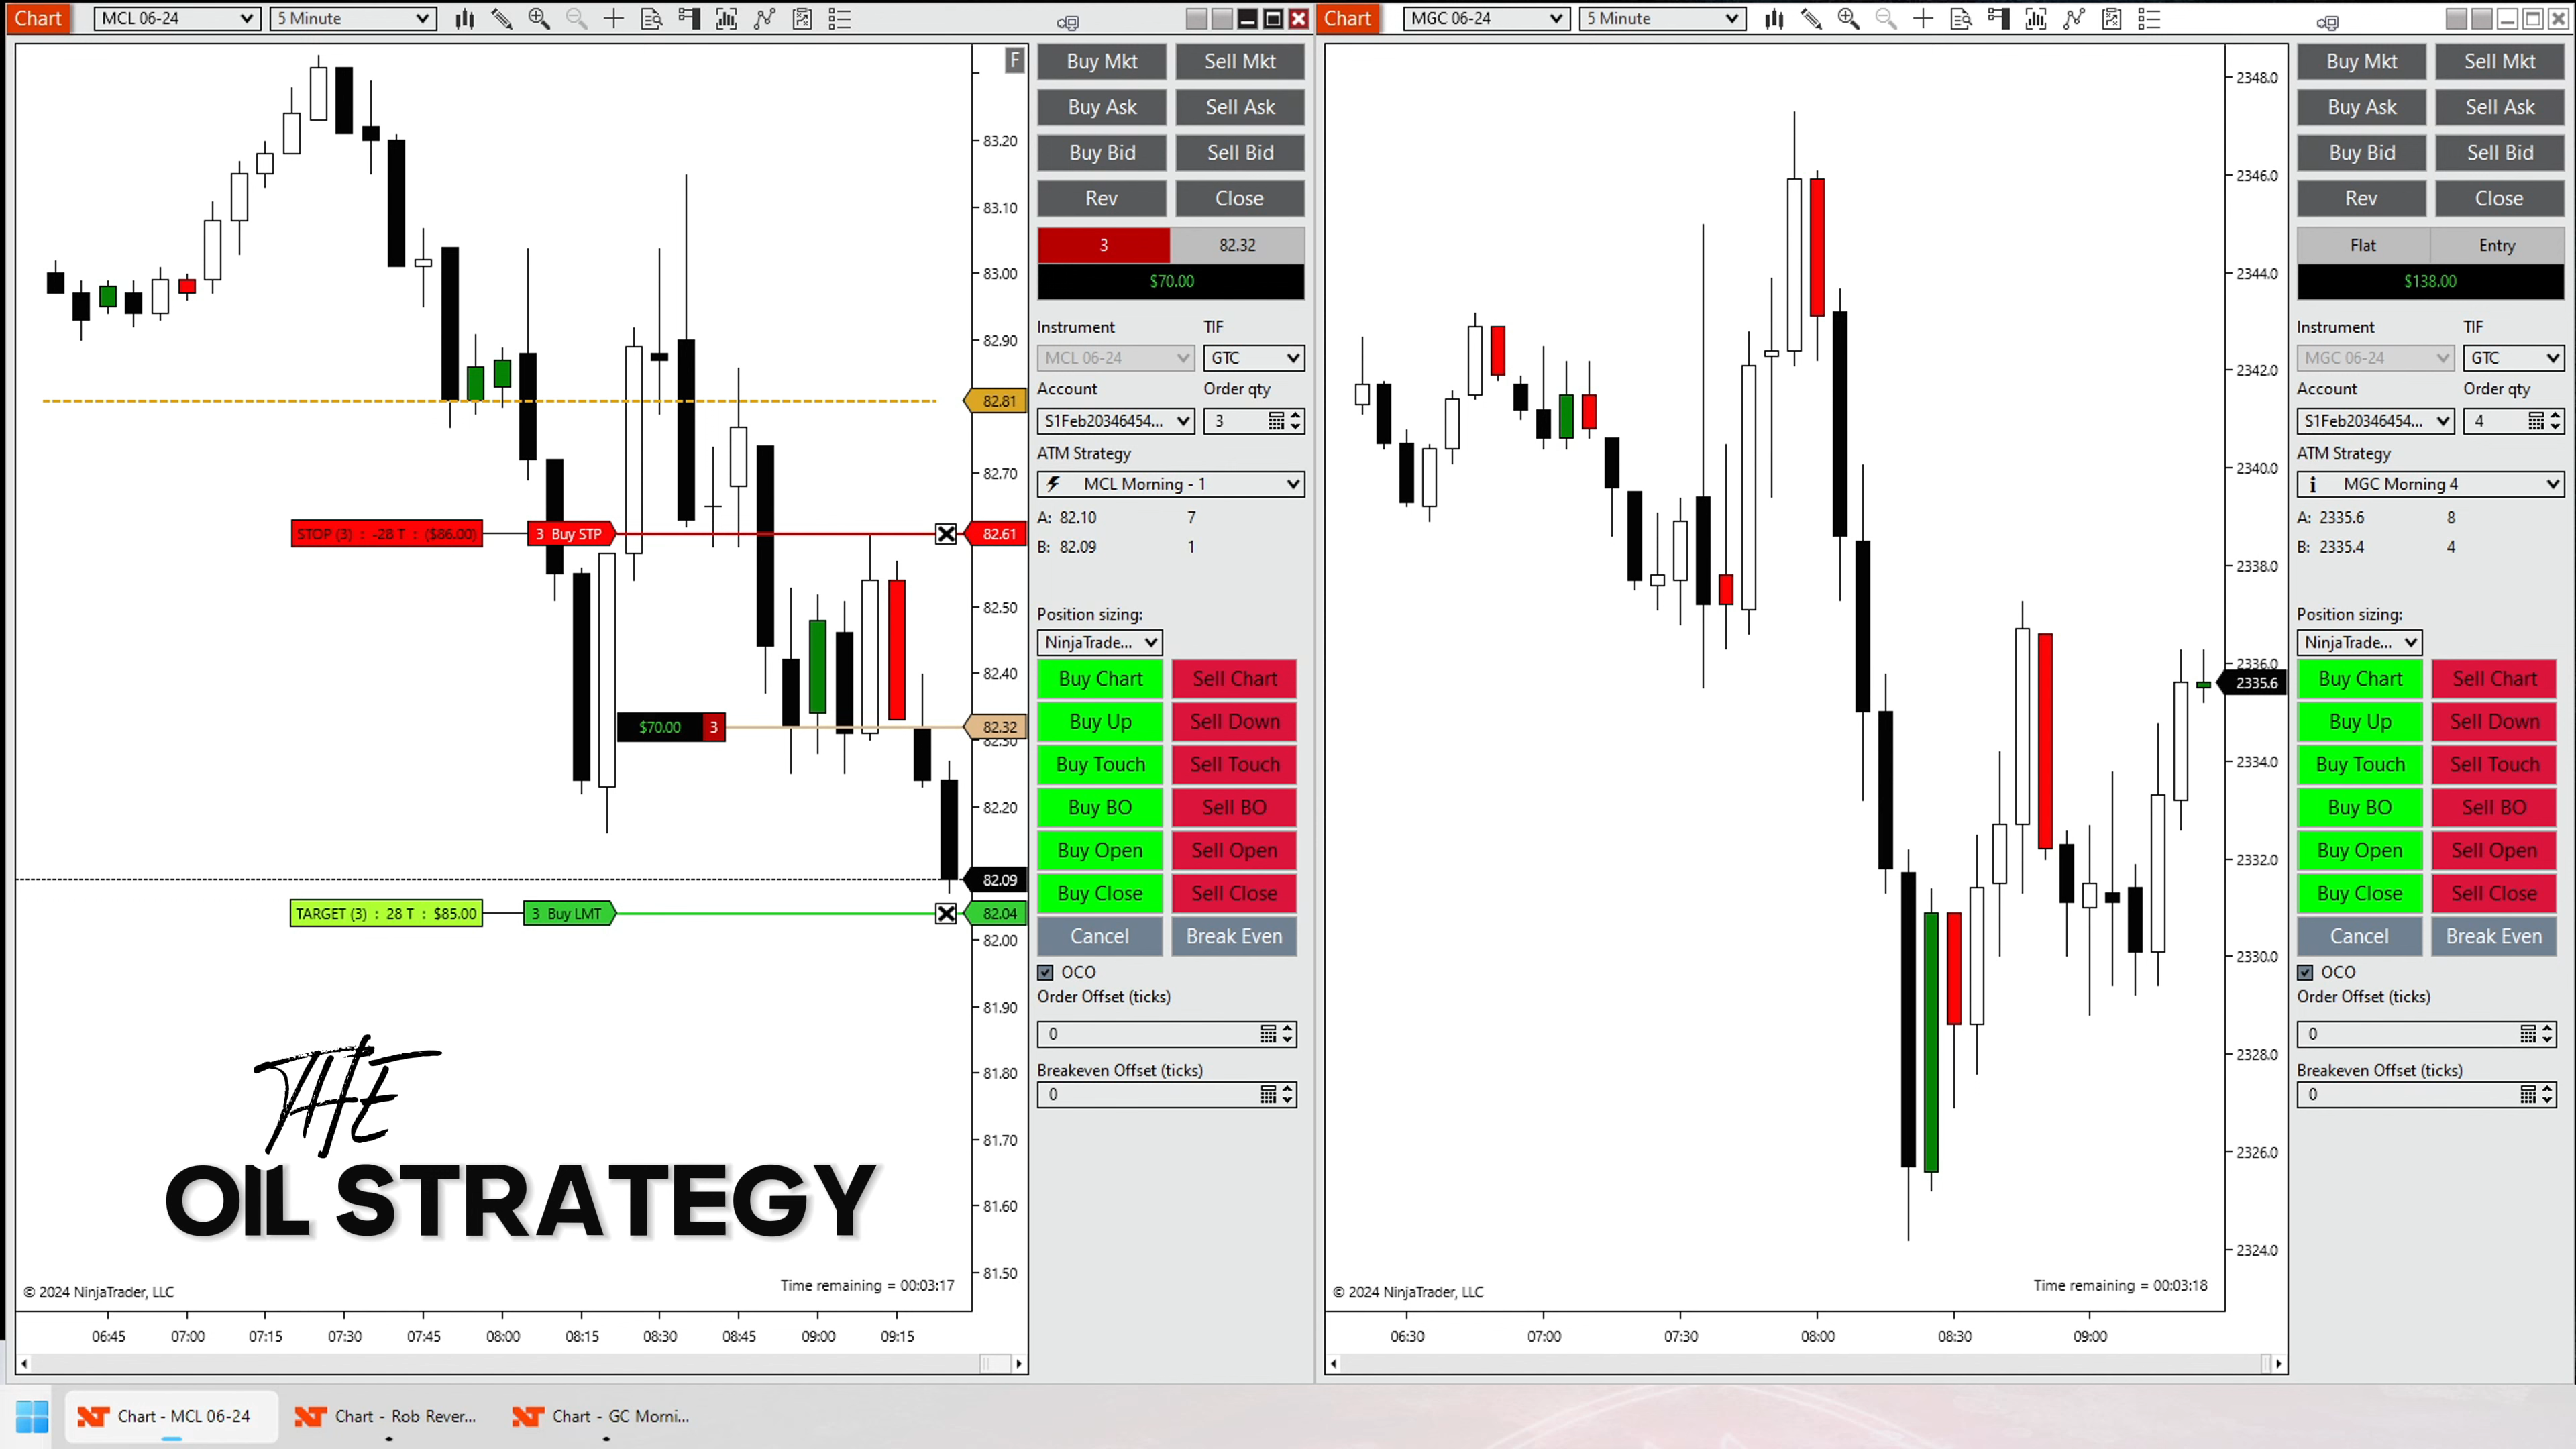 Chart MCL 06-24 5 Minute
F
83.20
83.10
83.00
82.90
82.81
82.70
STOP (3) : -28 T : ($86.00) 3 Buy STP 82.61
82.50
82.40
$70.00 3 82.32
82.30
82.20
82.09
TARGET (3) : 28 T : $85.00 3 Buy LMT 82.04
82.00
81.90
81.80
81.70
81.60
81.50
THE
OIL STRATEGY
© 2024 NinjaTrader, LLC Time remaining = 00:03:17
06:45 07:00 07:15 07:30 07:45 08:00 08:15 08:30 08:45 09:00 09:15
Buy Mkt Sell Mkt
Buy Ask Sell Ask
Buy Bid Sell Bid
Rev Close
3 82.32
$70.00
Instrument TIF
MCL 06-24 GTC
Account Order qty
S1Feb20346454... 3
ATM Strategy
MCL Morning - 1
A: 82.10 7
B: 82.09 1
Position sizing:
NinjaTrade...
Buy Chart Sell Chart
Buy Up Sell Down
Buy Touch Sell Touch
Buy BO Sell BO
Buy Open Sell Open
Buy Close Sell Close
Cancel Break Even
OCO
Order Offset (ticks)
0
Breakeven Offset (ticks)
0
Chart MGC 06-24 5 Minute
2348.0
2346.0
2344.0
2342.0
2340.0
2338.0
2336.0
2335.6
2334.0
2332.0
2330.0
2328.0
2326.0
2324.0
© 2024 NinjaTrader, LLC Time remaining = 00:03:18
06:30 07:00 07:30 08:00 08:30 09:00
Buy Mkt Sell Mkt
Buy Ask Sell Ask
Buy Bid Sell Bid
Rev Close
Flat Entry
$138.00
Instrument TIF
MGC 06-24 GTC
Account Order qty
S1Feb20346454... 4
ATM Strategy
i MGC Morning 4
A: 2335.6 8
B: 2335.4 4
Position sizing:
NinjaTrade...
Buy Chart Sell Chart
Buy Up Sell Down
Buy Touch Sell Touch
Buy BO Sell BO
Buy Open Sell Open
Buy Close Sell Close
Cancel Break Even
OCO
Order Offset (ticks)
0
Breakeven Offset (ticks)
0
Chart - MCL 06-24 Chart - Rob Rever... Chart - GC Morni...